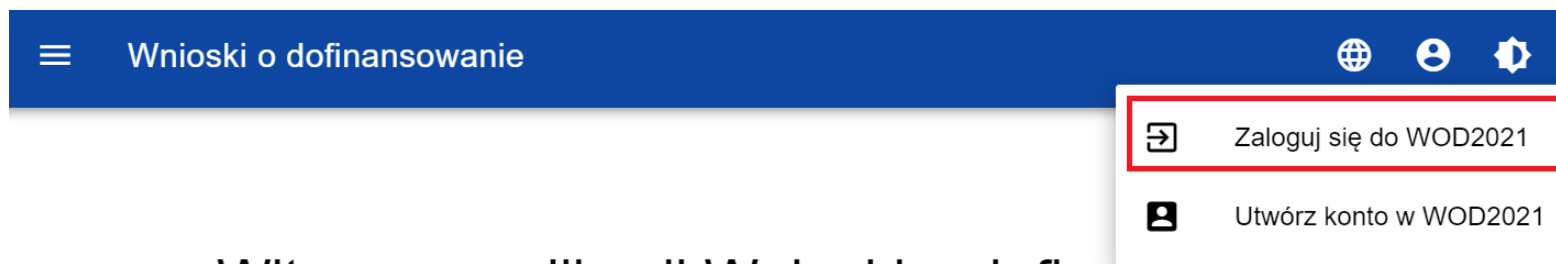 Wnioski o dofinansowanie
Zaloguj się do WOD2021
Utwórz konto w WOD2021